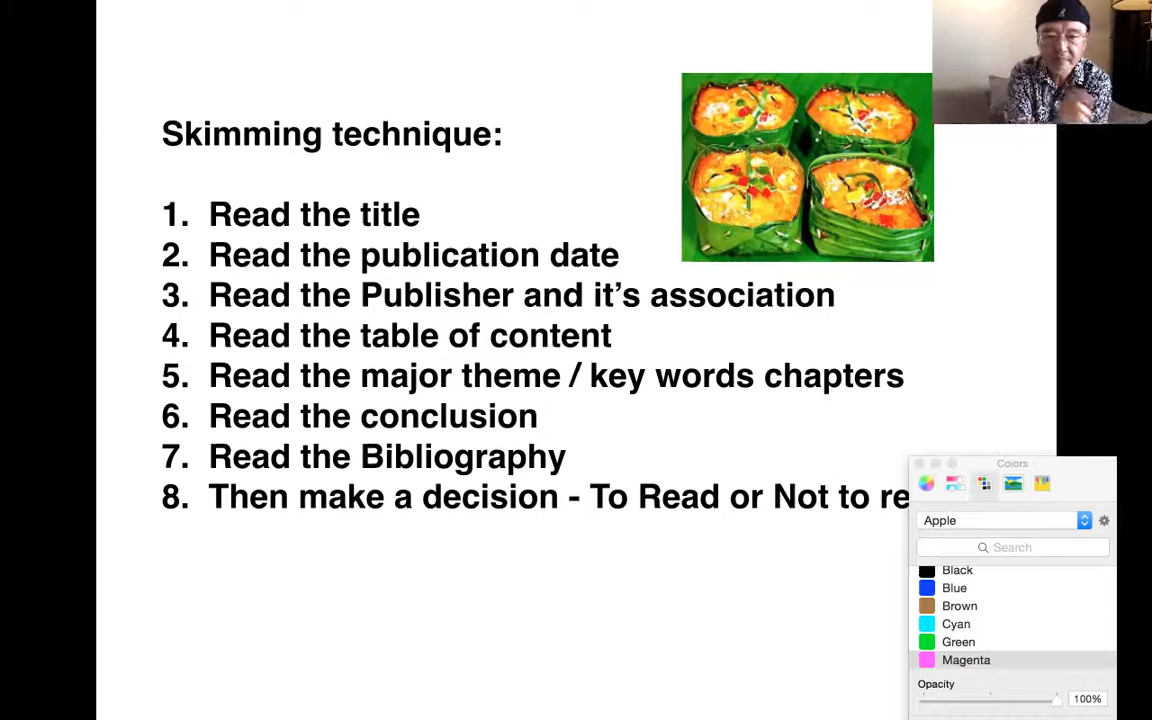 Skimming technique:
1. Read the title
2. Read the publication date
3. Read the Publisher and it’s association
4. Read the table of content
5. Read the major theme / key words chapters
6. Read the conclusion
7. Read the Bibliography
8. Then make a decision - To Read or Not to re
Colors
Apple
Search
Black
Blue
Brown
Cyan
Green
Magenta
Opacity
100%